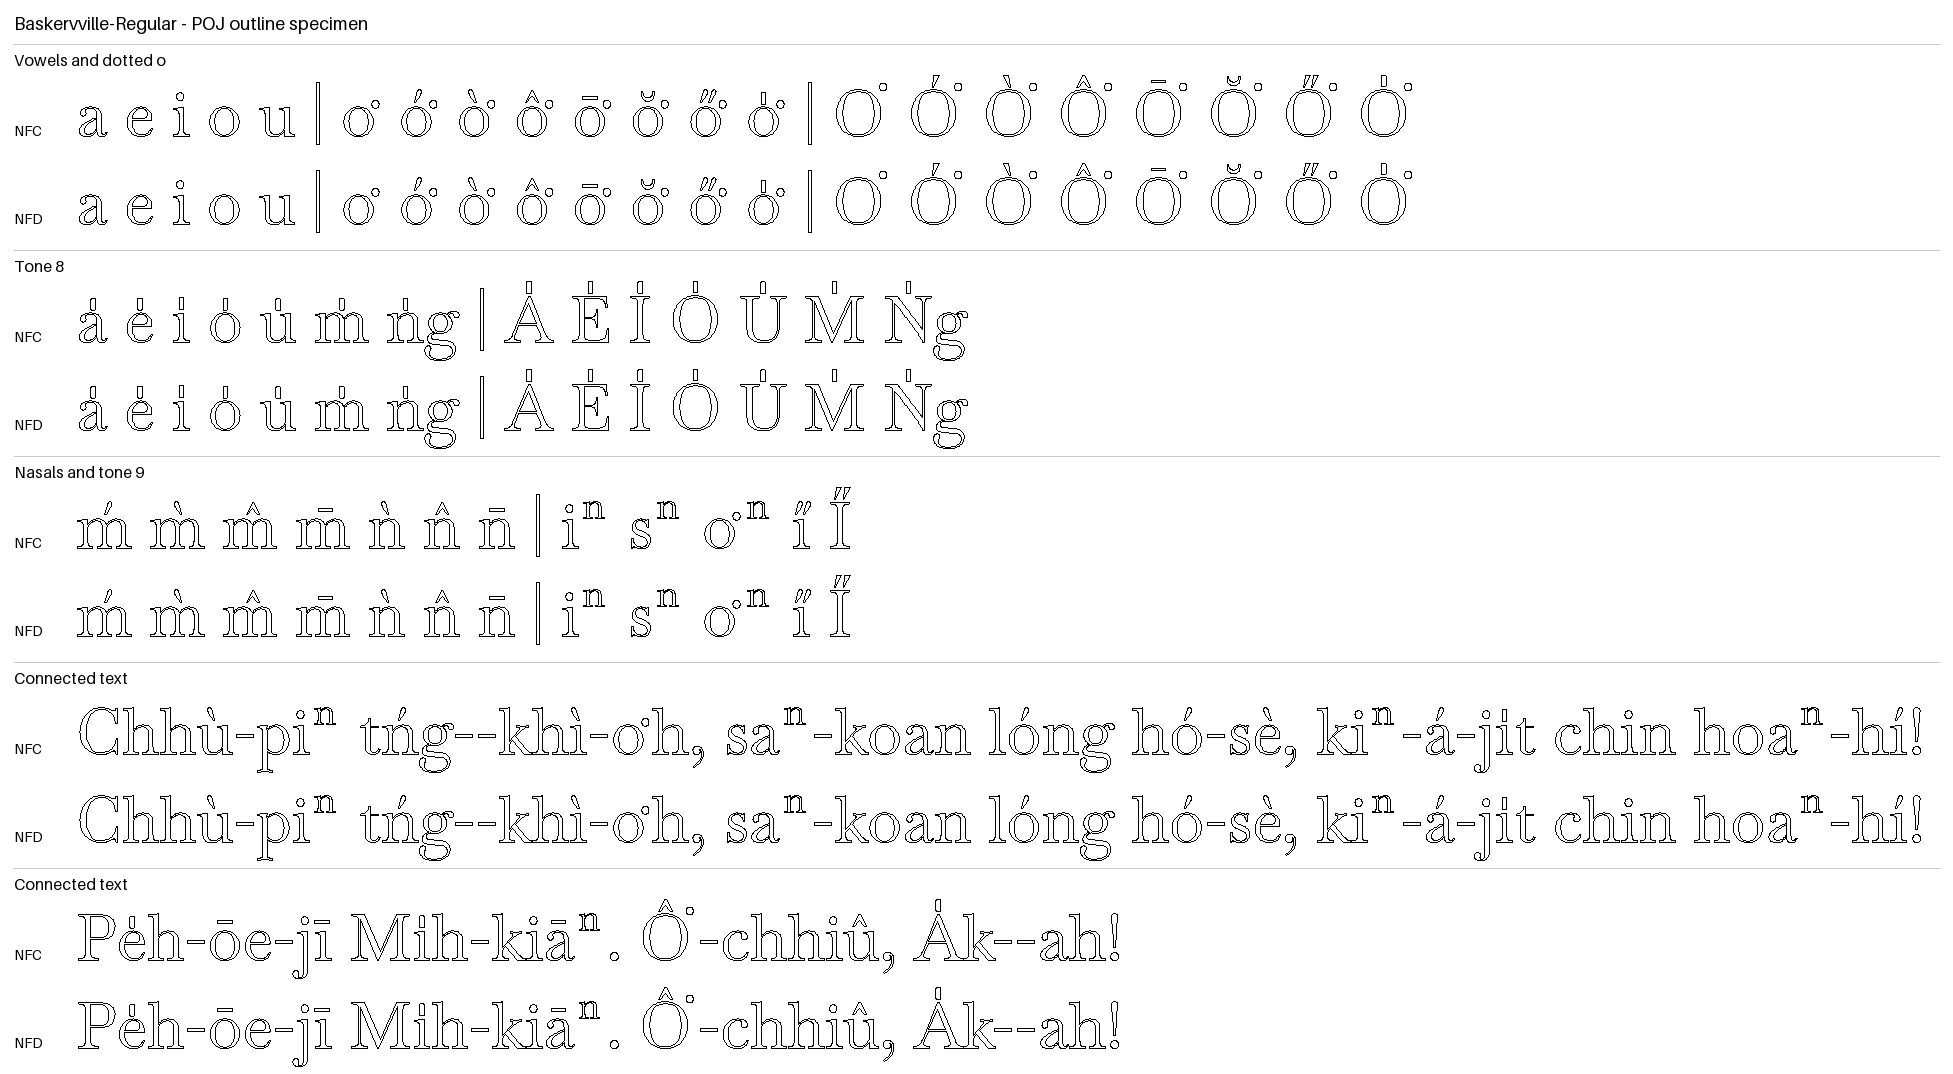 Baskervville-Regular - POJ outline specimen
Vowels and dotted o
NFC a e i o u | o͘ ó͘ ò͘ ô͘ ō͘ ŏ͘ ő͘ o̍͘ | O͘ Ó͘ Ò͘ Ô͘ Ō͘ Ŏ͘ Ő͘ O̍͘
NFD a e i o u | o͘ ó͘ ò͘ ô͘ ō͘ ŏ͘ ő͘ o̍͘ | O͘ Ó͘ Ò͘ Ô͘ Ō͘ Ŏ͘ Ő͘ O̍͘
Tone 8
NFC a̍ e̍ i̍ o̍ u̍ m̍ n̍g | A̍ E̍ I̍ O̍ U̍ M̍ N̍g
NFD a̍ e̍ i̍ o̍ u̍ m̍ n̍g | A̍ E̍ I̍ O̍ U̍ M̍ N̍g
Nasals and tone 9
NFC ḿ m̀ m̂ m̄ ǹ n̂ n̄ | iⁿ sⁿ o͘ⁿ i̋ I̋
NFD ḿ m̀ m̂ m̄ ǹ n̂ n̄ | iⁿ sⁿ o͘ⁿ i̋ I̋
Connected text
NFC Chhù-piⁿ tńg--khì-o͘h, saⁿ-koan lóng hó-sè, kiⁿ-á-ji̍t chin hoaⁿ-hí!
NFD Chhù-piⁿ tńg--khì-o͘h, saⁿ-koan lóng hó-sè, kiⁿ-á-ji̍t chin hoaⁿ-hí!
Connected text
NFC Pe̍h-ōe-jī Mi̍h-kiāⁿ. Ô͘-chhiû, A̍k--ah!
NFD Pe̍h-ōe-jī Mi̍h-kiāⁿ. Ô͘-chhiû, A̍k--ah!